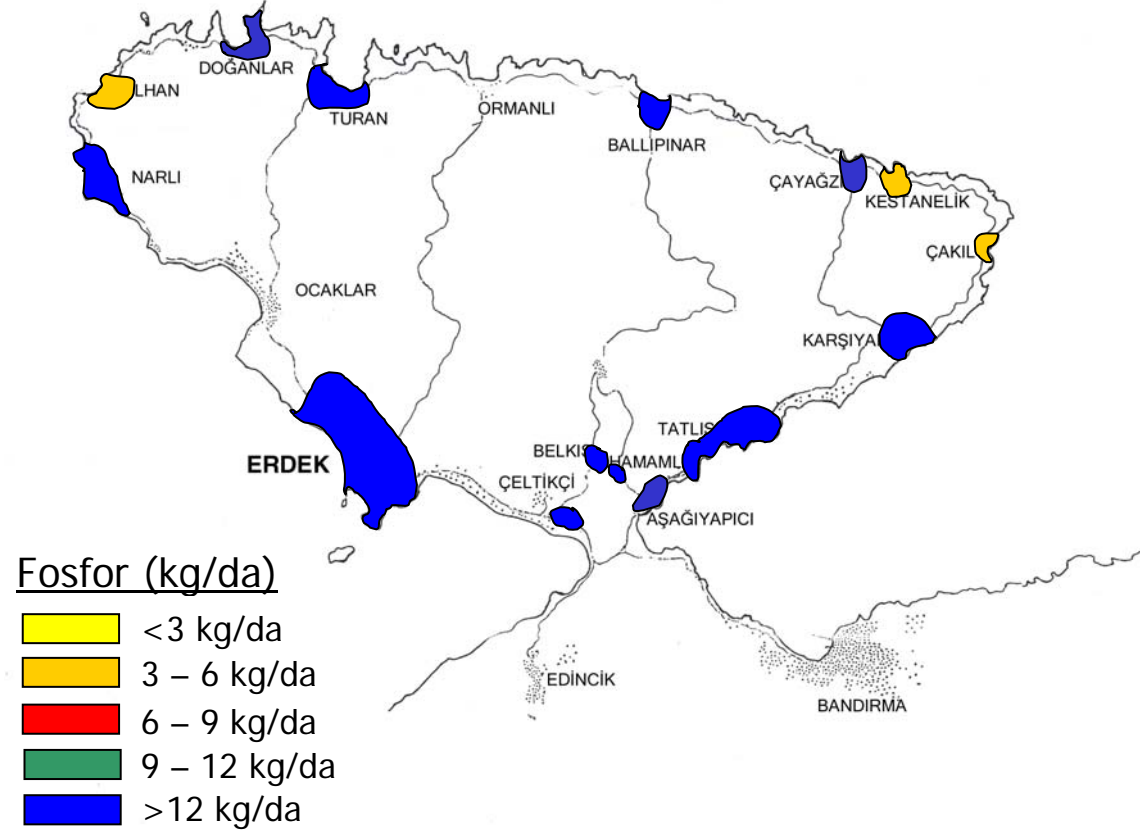 DOĞANLAR
LHAN
TURAN
ORMANLI
BALLIPINAR
NARLI
ÇAYAĞZI
KESTANELİK
ÇAKIL
OCAKLAR
KARŞIYA
TATLIS
BELKIS
HAMAML
ERDEK
ÇELTİKÇİ
AŞAĞIYAPICI
EDİNCİK
BANDIRMA
Fosfor (kg/da)
<3 kg/da
3 – 6 kg/da
6 – 9 kg/da
9 – 12 kg/da
>12 kg/da